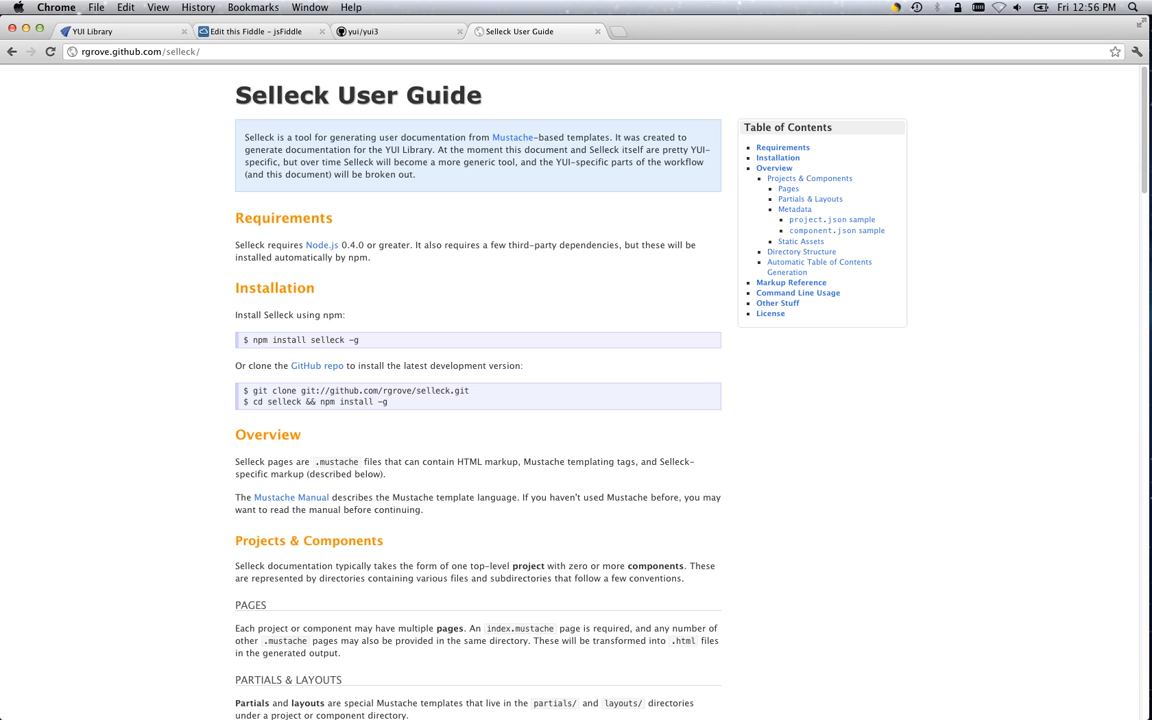 Chrome File Edit View History Bookmarks Window Help Fri 12:56 PM
YUI Library Edit this Fiddle - jsFiddle yui/yui3 Selleck User Guide
rgrove.github.com/selleck/
Selleck User Guide
Selleck is a tool for generating user documentation from Mustache-based templates. It was created to
generate documentation for the YUI Library. At the moment this document and Selleck itself are pretty YUI-
specific, but over time Selleck will become a more generic tool, and the YUI-specific parts of the workflow
(and this document) will be broken out.
Requirements
Selleck requires Node.js 0.4.0 or greater. It also requires a few third-party dependencies, but these will be
installed automatically by npm.
Installation
Install Selleck using npm:
$ npm install selleck -g
Or clone the GitHub repo to install the latest development version:
$ git clone git://github.com/rgrove/selleck.git
$ cd selleck && npm install -g
Overview
Selleck pages are .mustache files that can contain HTML markup, Mustache templating tags, and Selleck-
specific markup (described below).
The Mustache Manual describes the Mustache template language. If you haven't used Mustache before, you may
want to read the manual before continuing.
Projects & Components
Selleck documentation typically takes the form of one top-level project with zero or more components. These
are represented by directories containing various files and subdirectories that follow a few conventions.
PAGES
Each project or component may have multiple pages. An index.mustache page is required, and any number of
other .mustache pages may also be provided in the same directory. These will be transformed into .html files
in the generated output.
PARTIALS & LAYOUTS
Partials and layouts are special Mustache templates that live in the partials/ and layouts/ directories
under a project or component directory.
Table of Contents
Requirements
Installation
Overview
Projects & Components
Pages
Partials & Layouts
Metadata
project.json sample
component.json sample
Static Assets
Directory Structure
Automatic Table of Contents
Generation
Markup Reference
Command Line Usage
Other Stuff
License